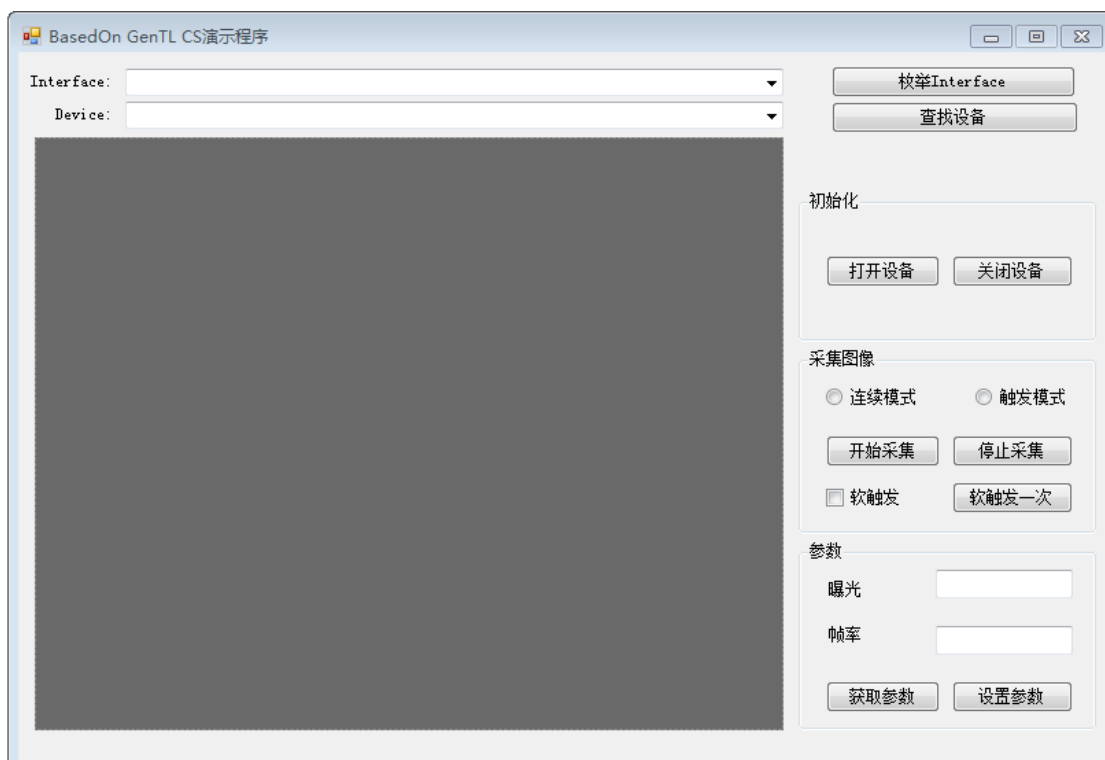 BasedOn GenTL CS演示程序
Interface: 枚举Interface
Device: 查找设备
初始化
打开设备 关闭设备
采集图像
连续模式 触发模式
开始采集 停止采集
软触发 软触发一次
参数
曝光
帧率
获取参数 设置参数